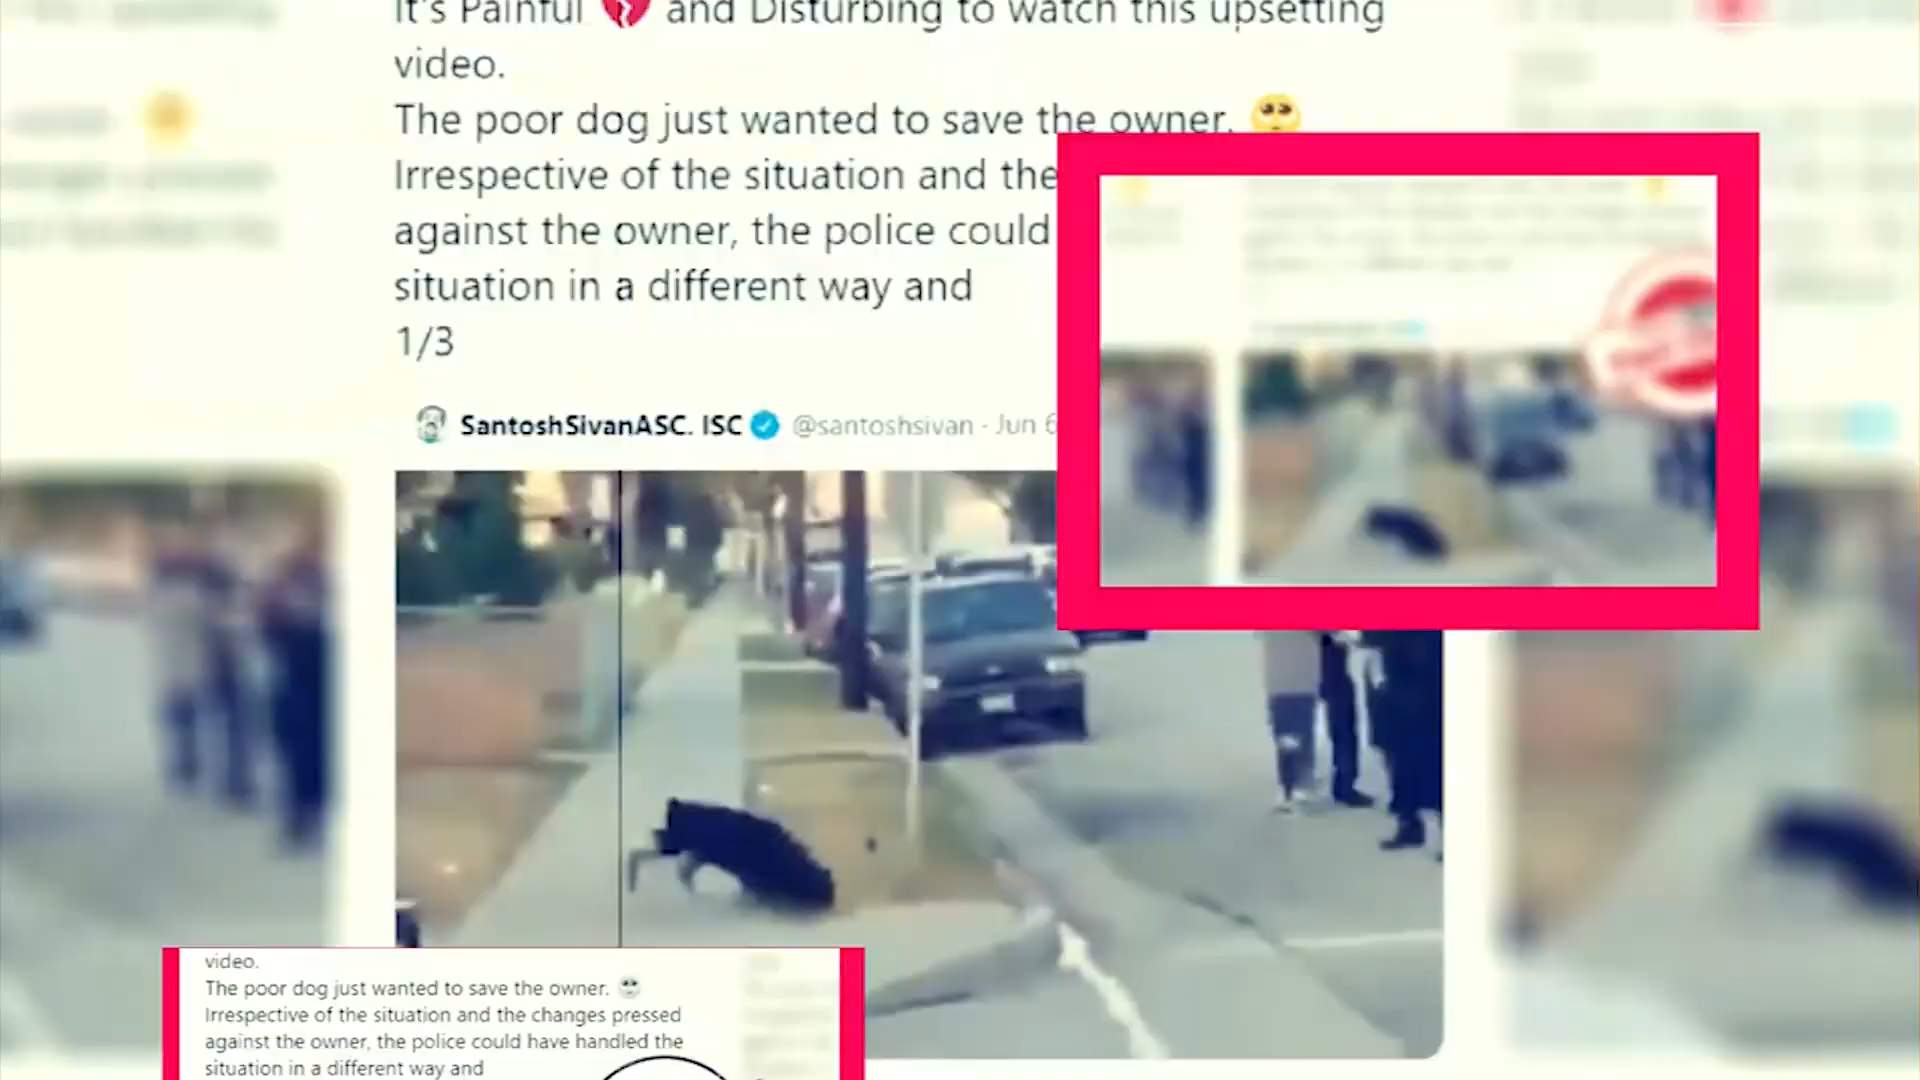 It's Painful 💔 and Disturbing to watch this upsetting
video.
The poor dog just wanted to save the owner. 🥺
Irrespective of the situation and the
against the owner, the police could
situation in a different way and
1/3
SantoshSivanASC. ISC @santoshsivan · Jun 6
video.
The poor dog just wanted to save the owner. 🥺
Irrespective of the situation and the changes pressed
against the owner, the police could have handled the
situation in a different way and